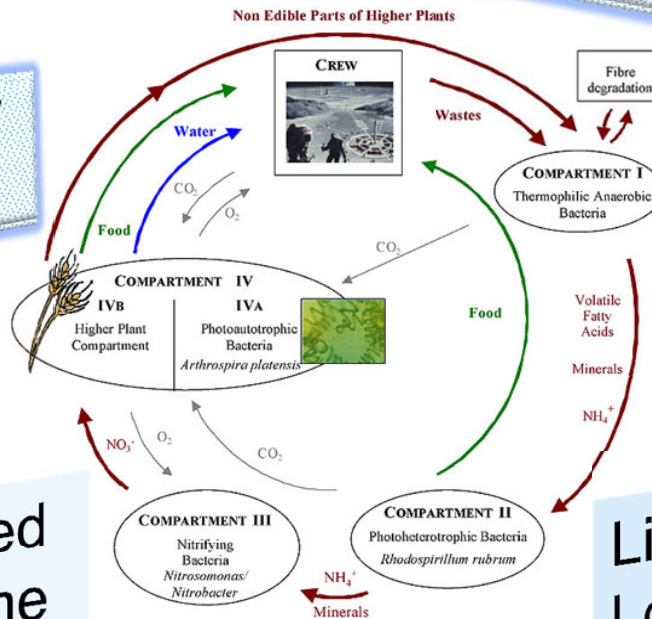 Non Edible Parts of Higher Plants
CREW
Fibre
degradation
Wastes
Water
CO₂
O₂
Food
COMPARTMENT I
Thermophilic Anaerobic
Bacteria
CO₂
COMPARTMENT IV
IVB
Higher Plant
Compartment
IVA
Photoautotrophic
Bacteria
Arthrospira platensis
Food
Volatile
Fatty
Acids
Minerals
NH₄⁺
NO₃⁻
O₂
CO₂
COMPARTMENT III
Nitrifying
Bacteria
Nitrosomonas/
Nitrobacter
COMPARTMENT II
Photoheterotrophic Bacteria
Rhodospirillum rubrum
NH₄⁺
Minerals
ed
Li